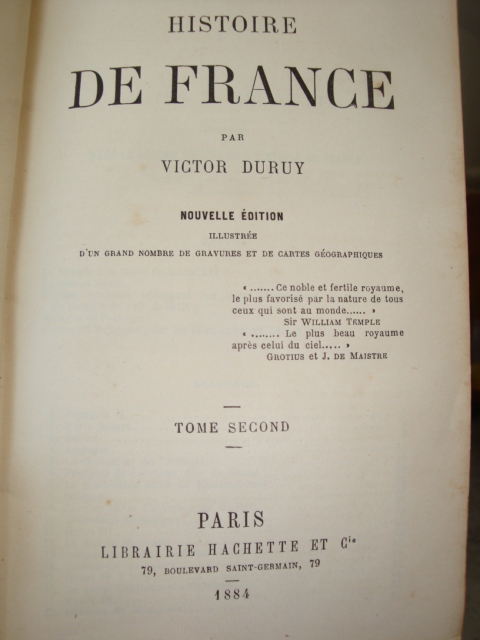 HISTOIRE
DE FRANCE
PAR
VICTOR DURUY
NOUVELLE ÉDITION
ILLUSTRÉE
D'UN GRAND NOMBRE DE GRAVURES ET DE CARTES GÉOGRAPHIQUES
« ....... Ce noble et fertile royaume,
le plus favorisé par la nature de tous
ceux qui sont au monde...... »
Sir WILLIAM TEMPLE
« ........ Le plus beau royaume
après celui du ciel..... »
GROTIUS et J. DE MAISTRE
TOME SECOND
PARIS
LIBRAIRIE HACHETTE ET Cie
79, BOULEVARD SAINT-GERMAIN, 79
1884